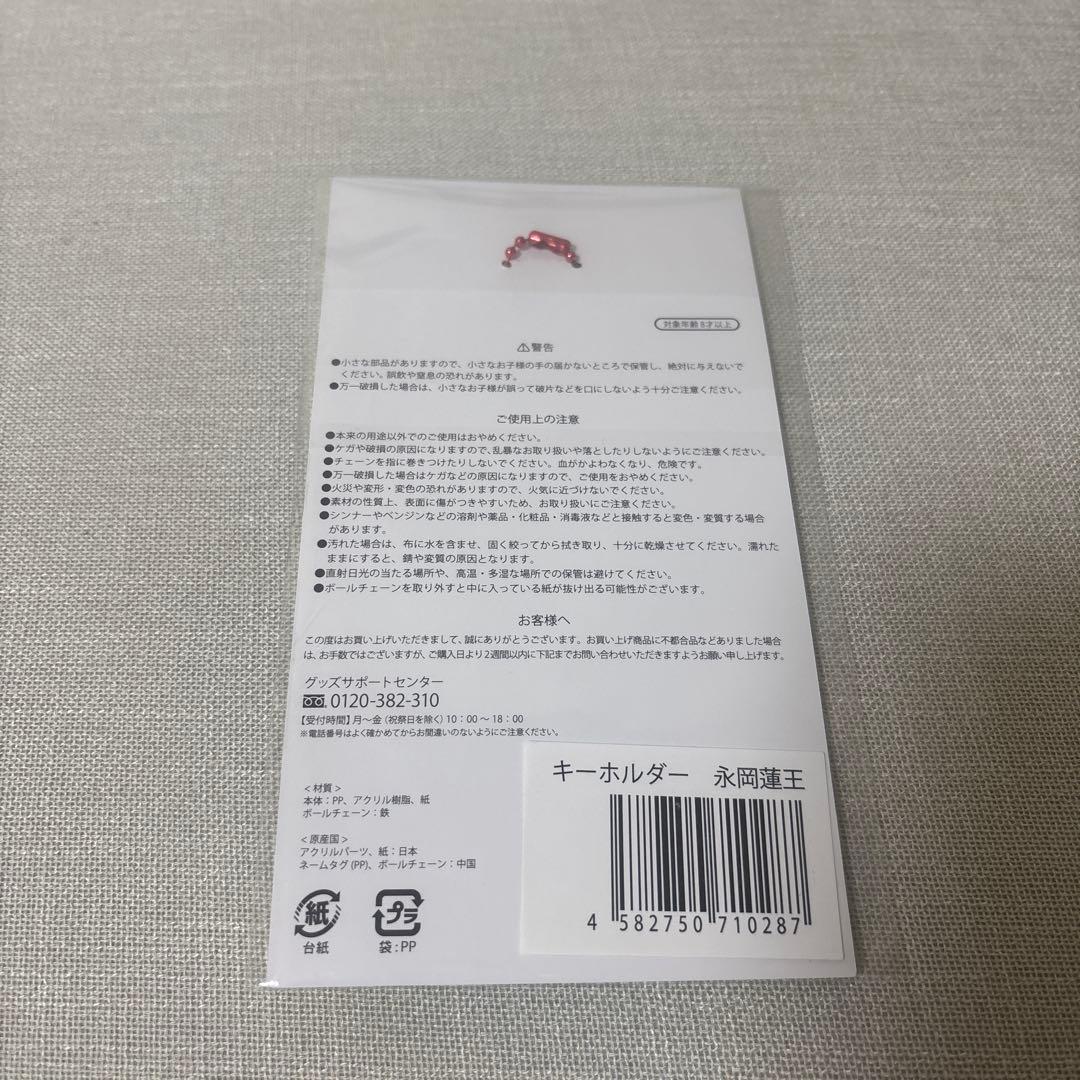 対象年齢8才以上
⚠警告
●小さな部品がありますので、小さなお子様の手の届かないところで保管し、絶対に与えないで
ください。誤飲や窒息の恐れがあります。
●万一破損した場合は、小さなお子様が誤って破片などを口にしないよう十分ご注意ください。
ご使用上の注意
●本来の用途以外でのご使用はおやめください。
●ケガや破損の原因になりますので、乱暴なお取り扱いや落としたりしないようにご注意ください。
●チェーンを指に巻きつけたりしないでください。血がかよわなくなり、危険です。
●万一破損した場合はケガなどの原因になりますので、ご使用をおやめください。
●火災や変形・変色の恐れがありますので、火気に近づけないでください。
●素材の性質上、表面に傷がつきやすいため、お取り扱いにご注意ください。
●シンナーやベンジンなどの溶剤や薬品・化粧品・消毒液などと接触すると変色・変質する場合
があります。
●汚れた場合は、布に水を含ませ、固く絞ってから拭き取り、十分に乾燥させてください。濡れた
ままにすると、錆や変質の原因となります。
●直射日光の当たる場所や、高温・多湿な場所での保管は避けてください。
●ボールチェーンを取り外すと中に入っている紙が抜け出る可能性がございます。
お客様へ
この度はお買い上げいただきまして、誠にありがとうございます。お買い上げ商品に不都合品などありました場合
は、お手数ではございますが、ご購入日より2週間以内に下記までお問い合わせいただきますようお願い申し上げます。
グッズサポートセンター
0120-382-310
【受付時間】月〜金（祝祭日を除く）10：00〜18：00
※電話番号はよく確かめてからお間違いのないようにご注意ください。
＜材質＞
本体：PP、アクリル樹脂、紙
ボールチェーン：鉄
＜原産国＞
アクリルパーツ、紙：日本
ネームタグ(PP)、ボールチェーン：中国
紙
台紙
プラ
袋：PP
キーホルダー　永岡蓮王
4 582750 710287